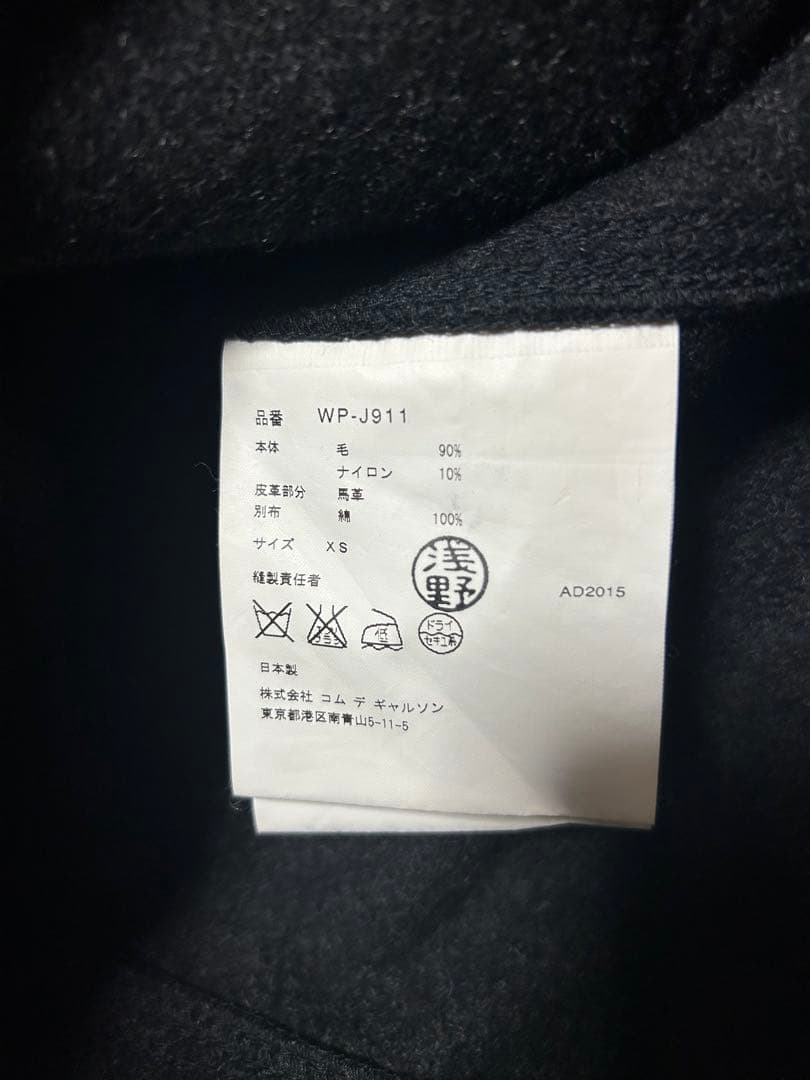 品番 WP-J911
本体 毛 90%
ナイロン 10%
皮革部分 馬革
別布 綿 100%
サイズ XS
縫製責任者 浅野
AD2015
低 ドライ セキユ系
日本製
株式会社 コム デ ギャルソン
東京都港区南青山5-11-5